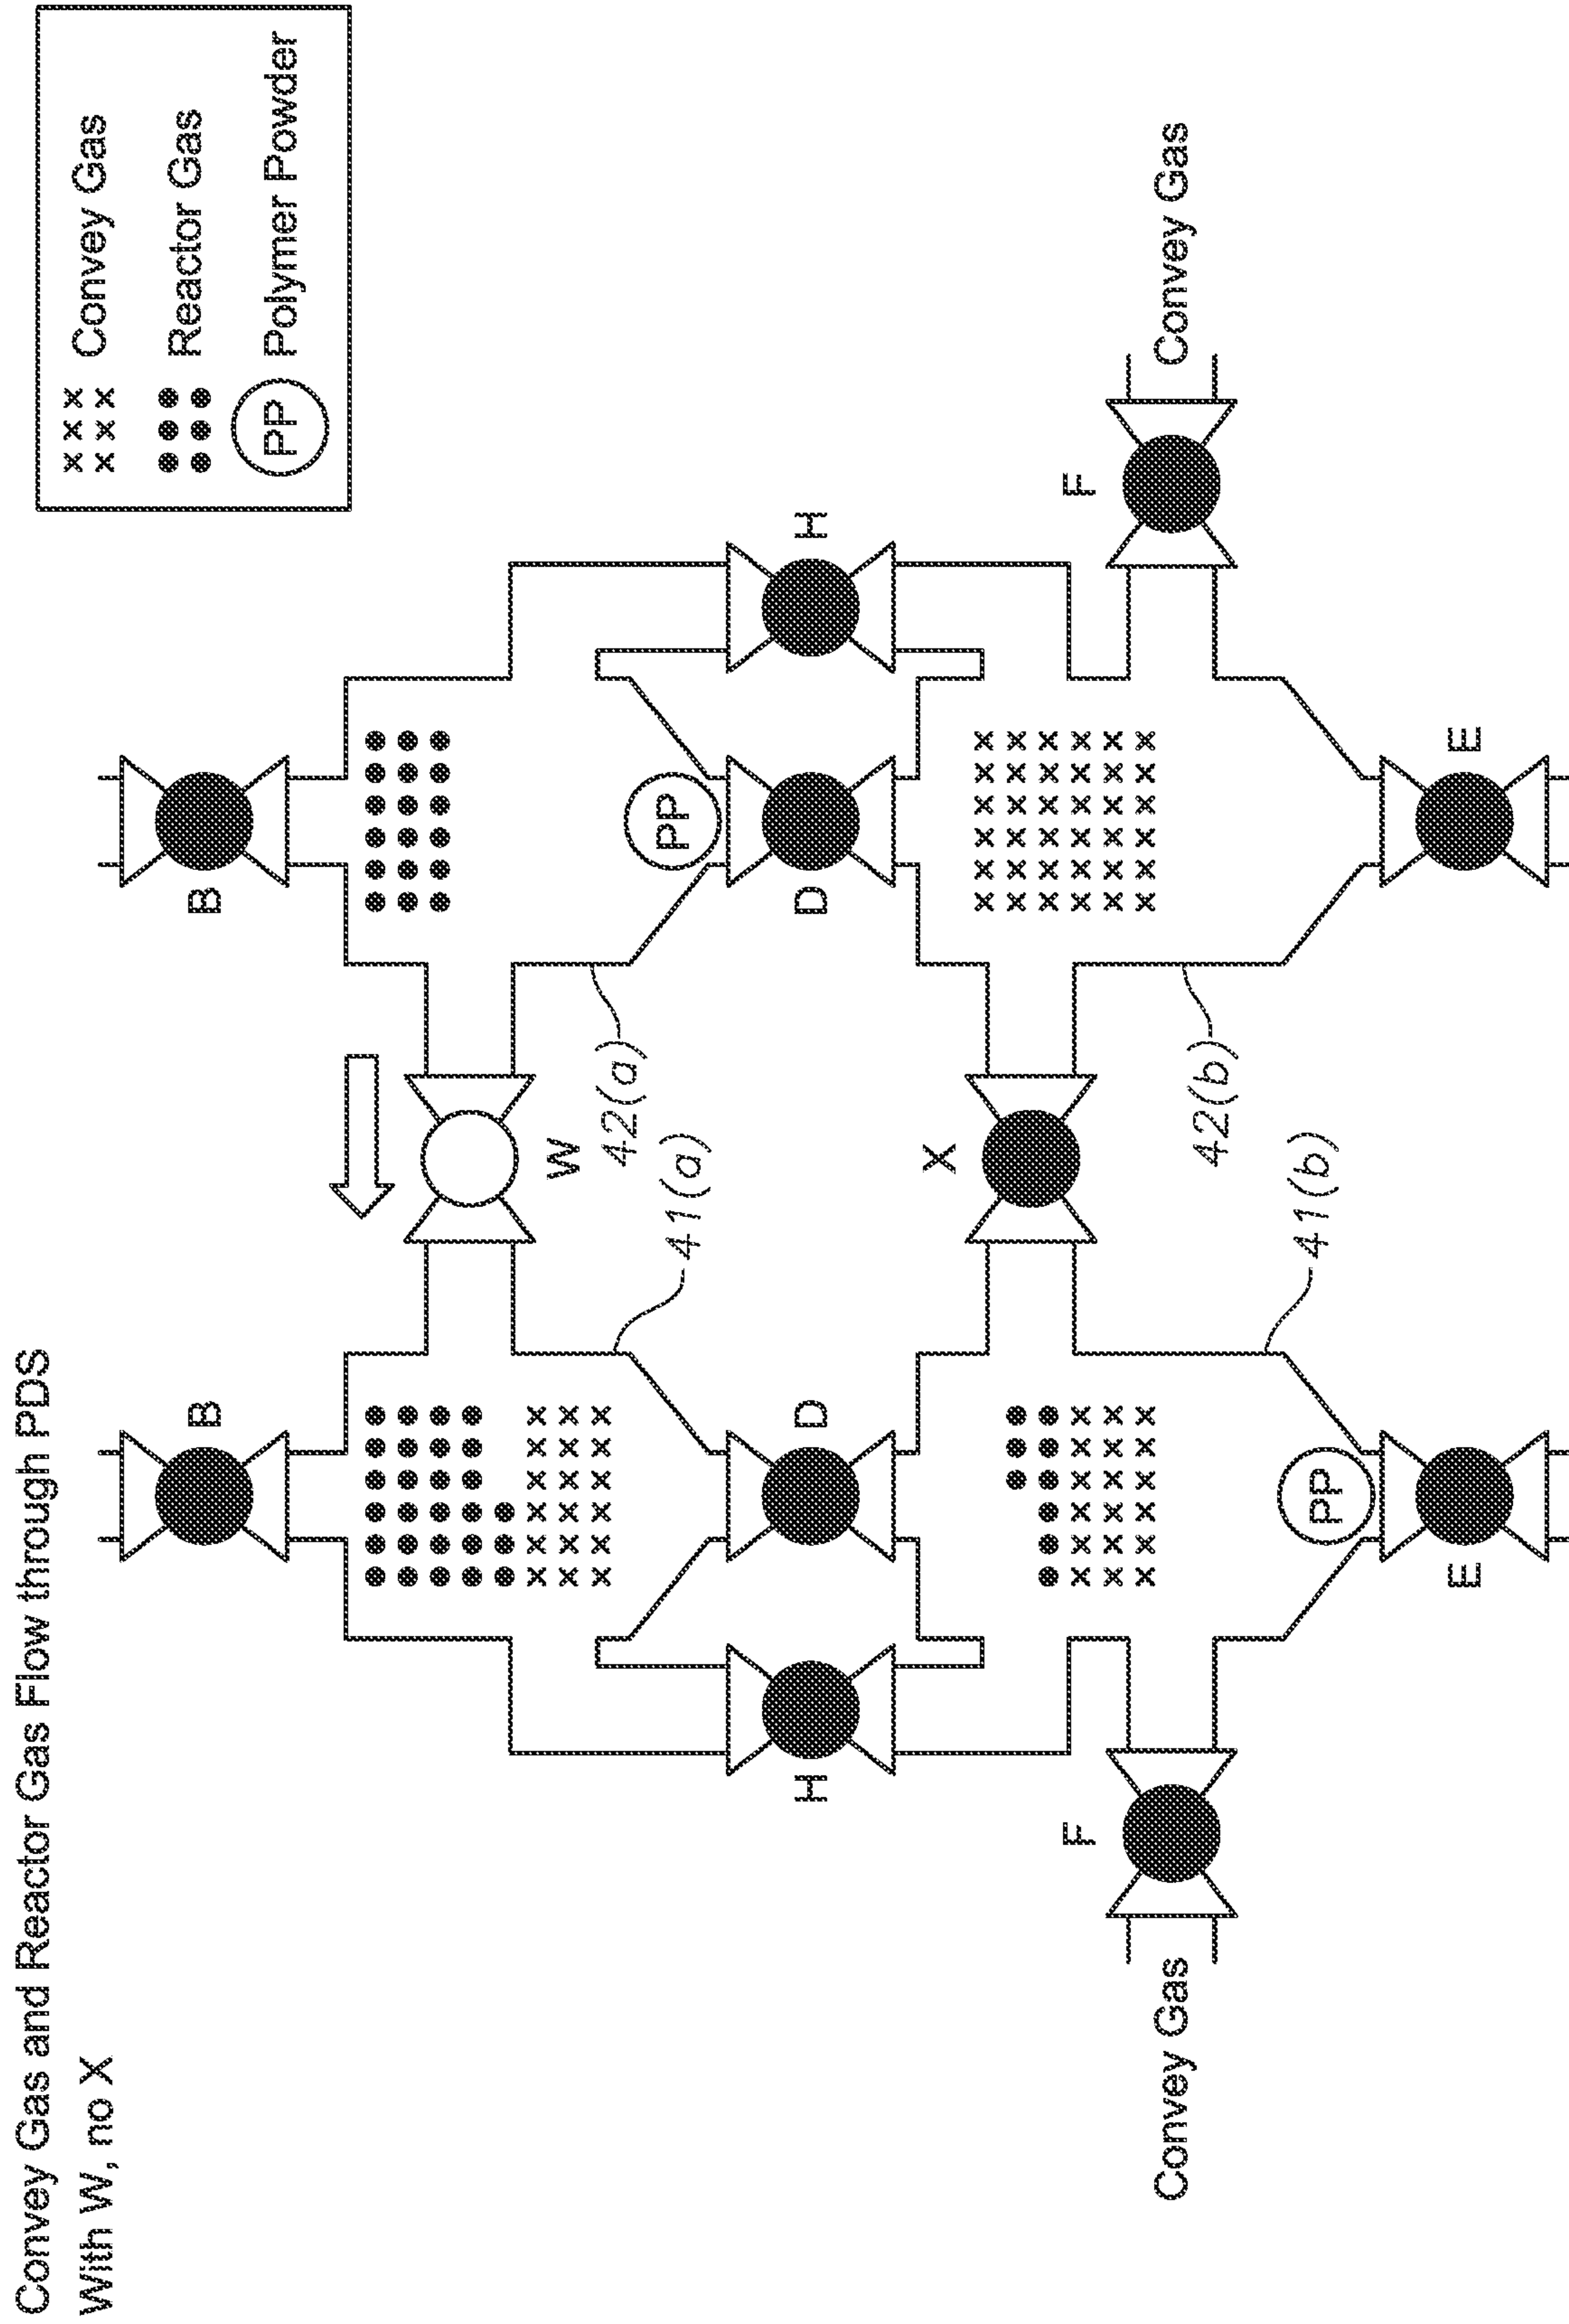 Convey Gas and Reactor Gas Flow through PDS
With W, no X
Convey Gas
Reactor Gas
PP Polymer Powder
B
B
W
42(a)
41(a)
PP
H
D
D
H
X
F
F
Convey Gas
Convey Gas
42(b)
41(b)
PP
E
E